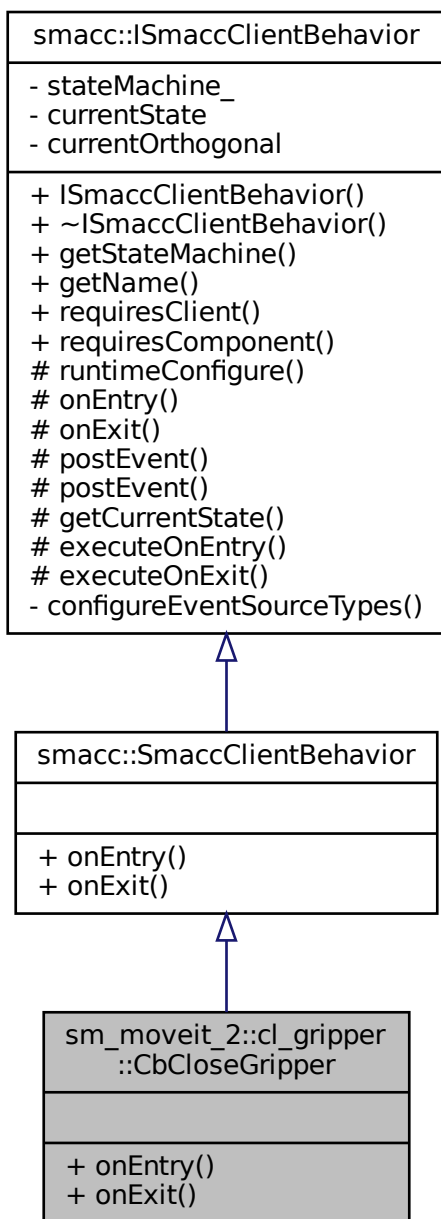 smacc::ISmaccClientBehavior
- stateMachine_
- currentState
- currentOrthogonal
+ ISmaccClientBehavior()
+ ~ISmaccClientBehavior()
+ getStateMachine()
+ getName()
+ requiresClient()
+ requiresComponent()
# runtimeConfigure()
# onEntry()
# onExit()
# postEvent()
# postEvent()
# getCurrentState()
# executeOnEntry()
# executeOnExit()
- configureEventSourceTypes()
smacc::SmaccClientBehavior
+ onEntry()
+ onExit()
sm_moveit_2::cl_gripper
::CbCloseGripper
+ onEntry()
+ onExit()